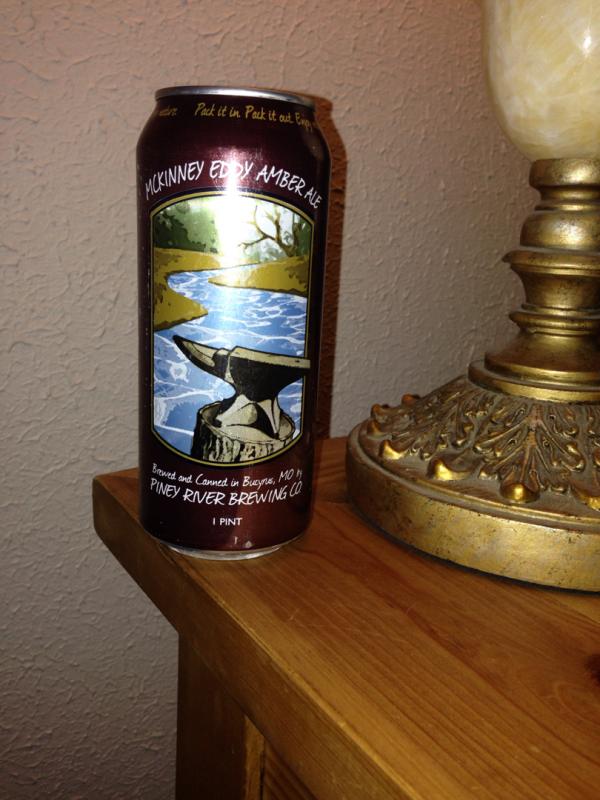 Pack it in. Pack it out.
MCKINNEY EDDY AMBER ALE
Brewed and Canned in Bucyrus, MO by
PINEY RIVER BREWING CO.
1 PINT